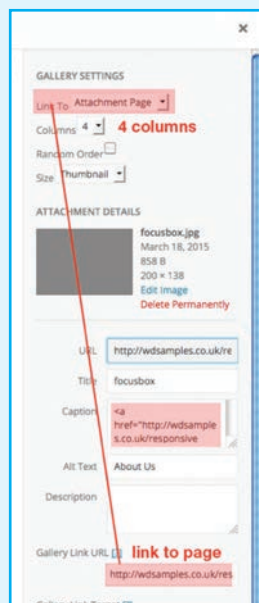 ×
GALLERY SETTINGS
Link To Attachment Page
Columns 4 4 columns
Random Order
Size Thumbnail
ATTACHMENT DETAILS
focusbox.jpg
March 18, 2015
858 B
200 × 138
Edit Image
Delete Permanently
URL http://wdsamples.co.uk/re
Title focusbox
Caption <a
href="http://wdsample
s.co.uk/responsive
Alt Text About Us
Description
Gallery Link URL [?] link to page
http://wdsamples.co.uk/res